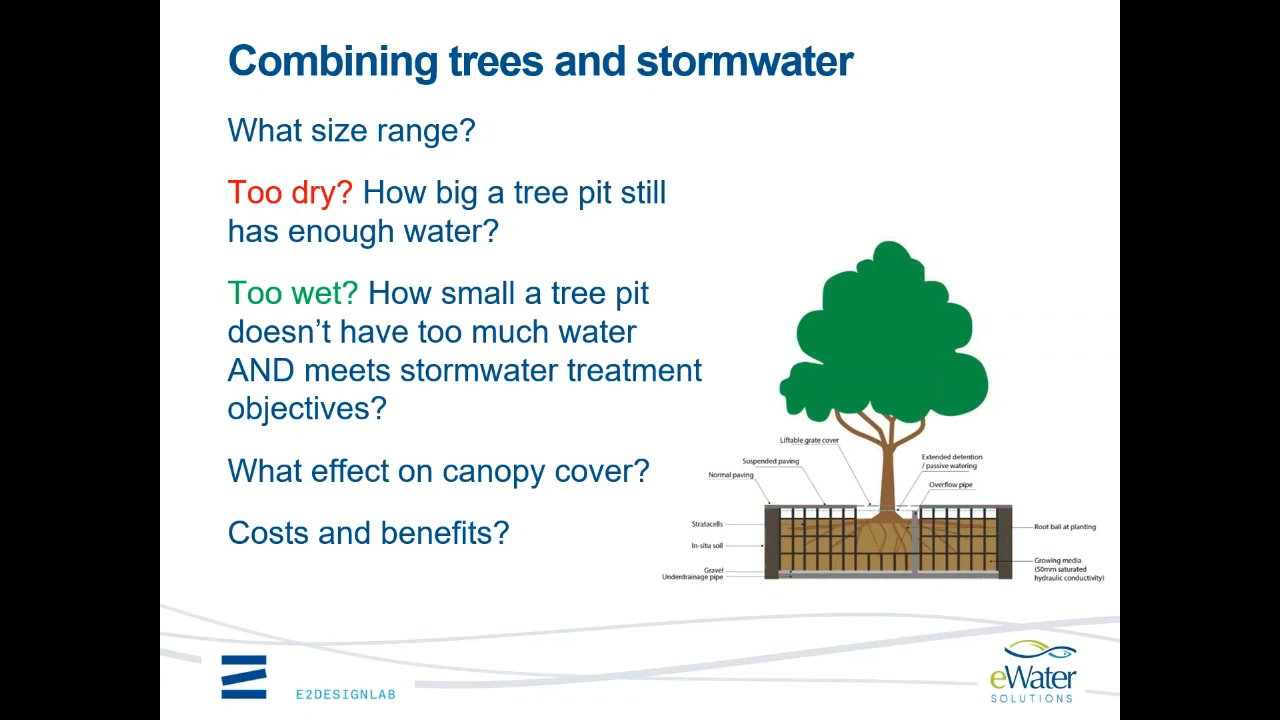 Combining trees and stormwater
What size range?
Too dry? How big a tree pit still
has enough water?
Too wet? How small a tree pit
doesn’t have too much water
AND meets stormwater treatment
objectives?
What effect on canopy cover?
Costs and benefits?
Liftable grate cover
Suspended paving
Normal paving
Extended detention
/ passive watering
Overflow pipe
Stratacells
In-situ soil
Gravel
Underdrainage pipe
Root ball at planting
Growing media
(50mm saturated
hydraulic conductivity)
E2DESIGNLAB
eWater
SOLUTIONS